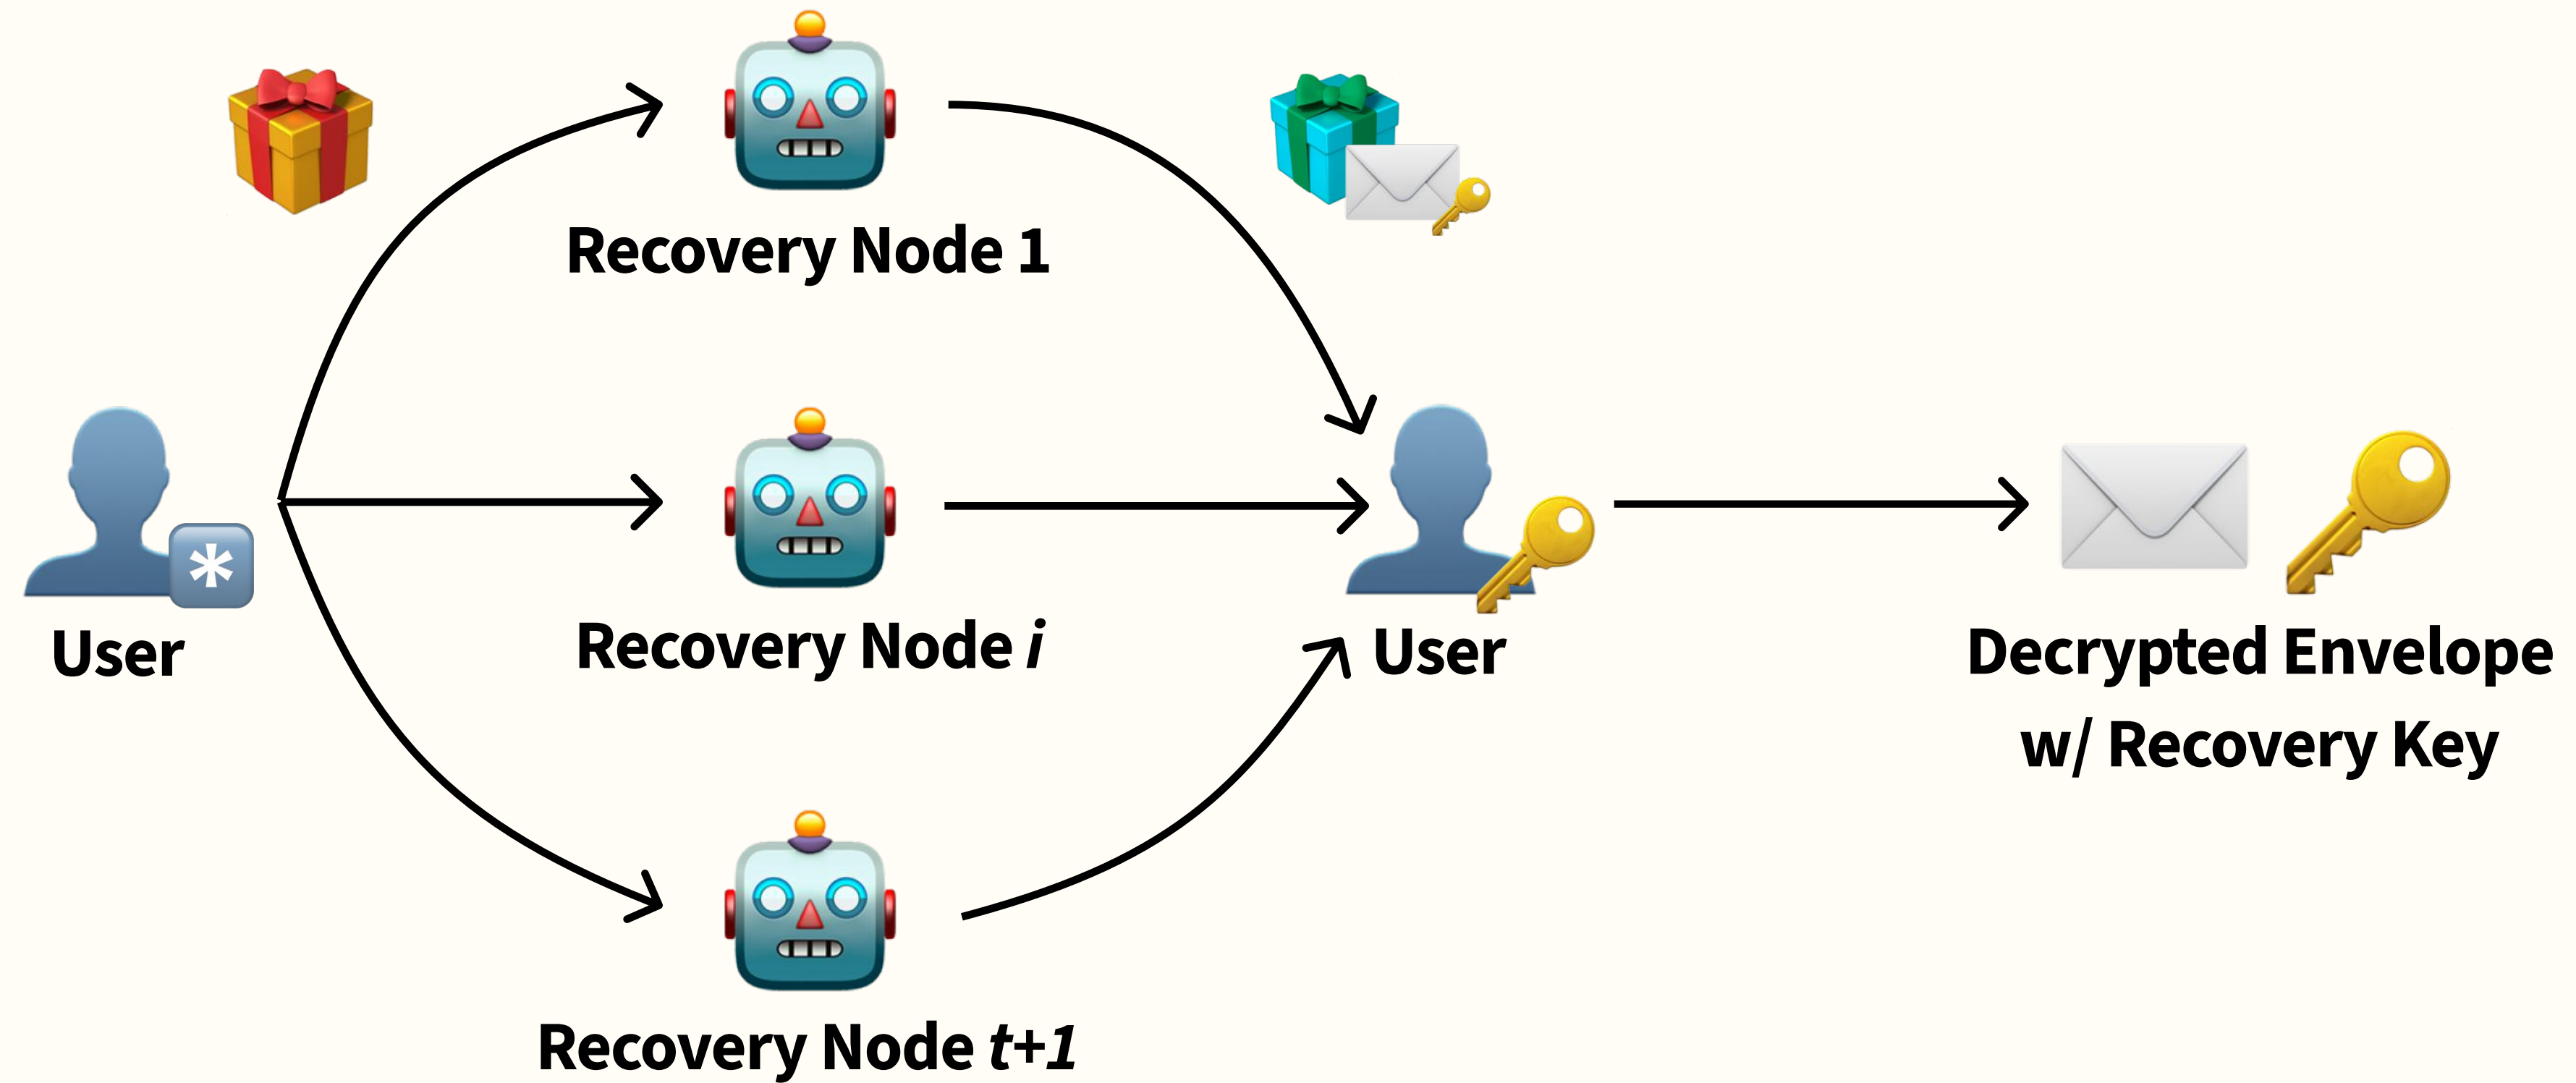 Recovery Node 1
User
Recovery Node i
User
Decrypted Envelope
w/ Recovery Key
Recovery Node t+1